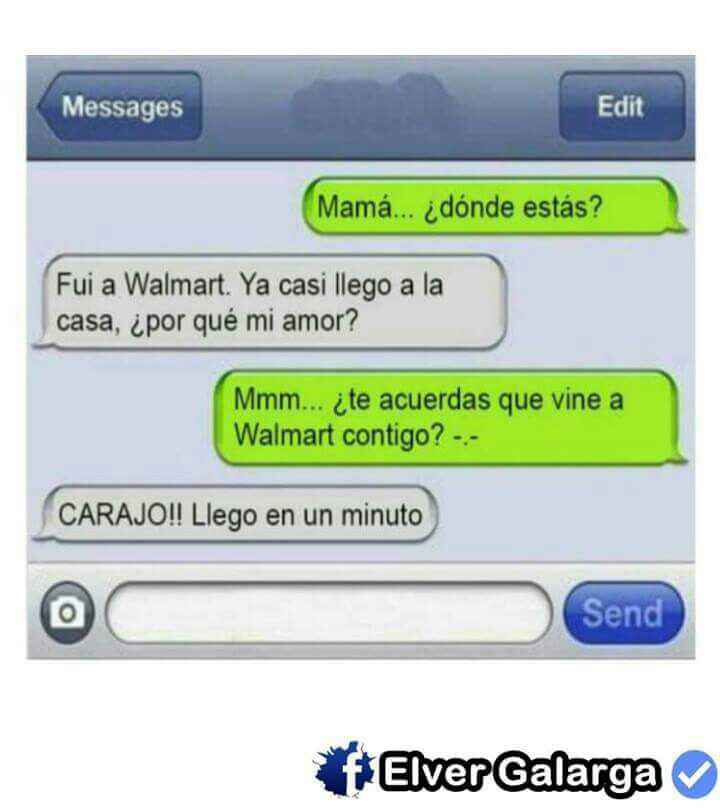 Messages
Edit
Mamá... ¿dónde estás?
Fui a Walmart. Ya casi llego a la
casa, ¿por qué mi amor?
Mmm... ¿te acuerdas que vine a
Walmart contigo? -.-
CARAJO!! Llego en un minuto
Send
f Elver Galarga